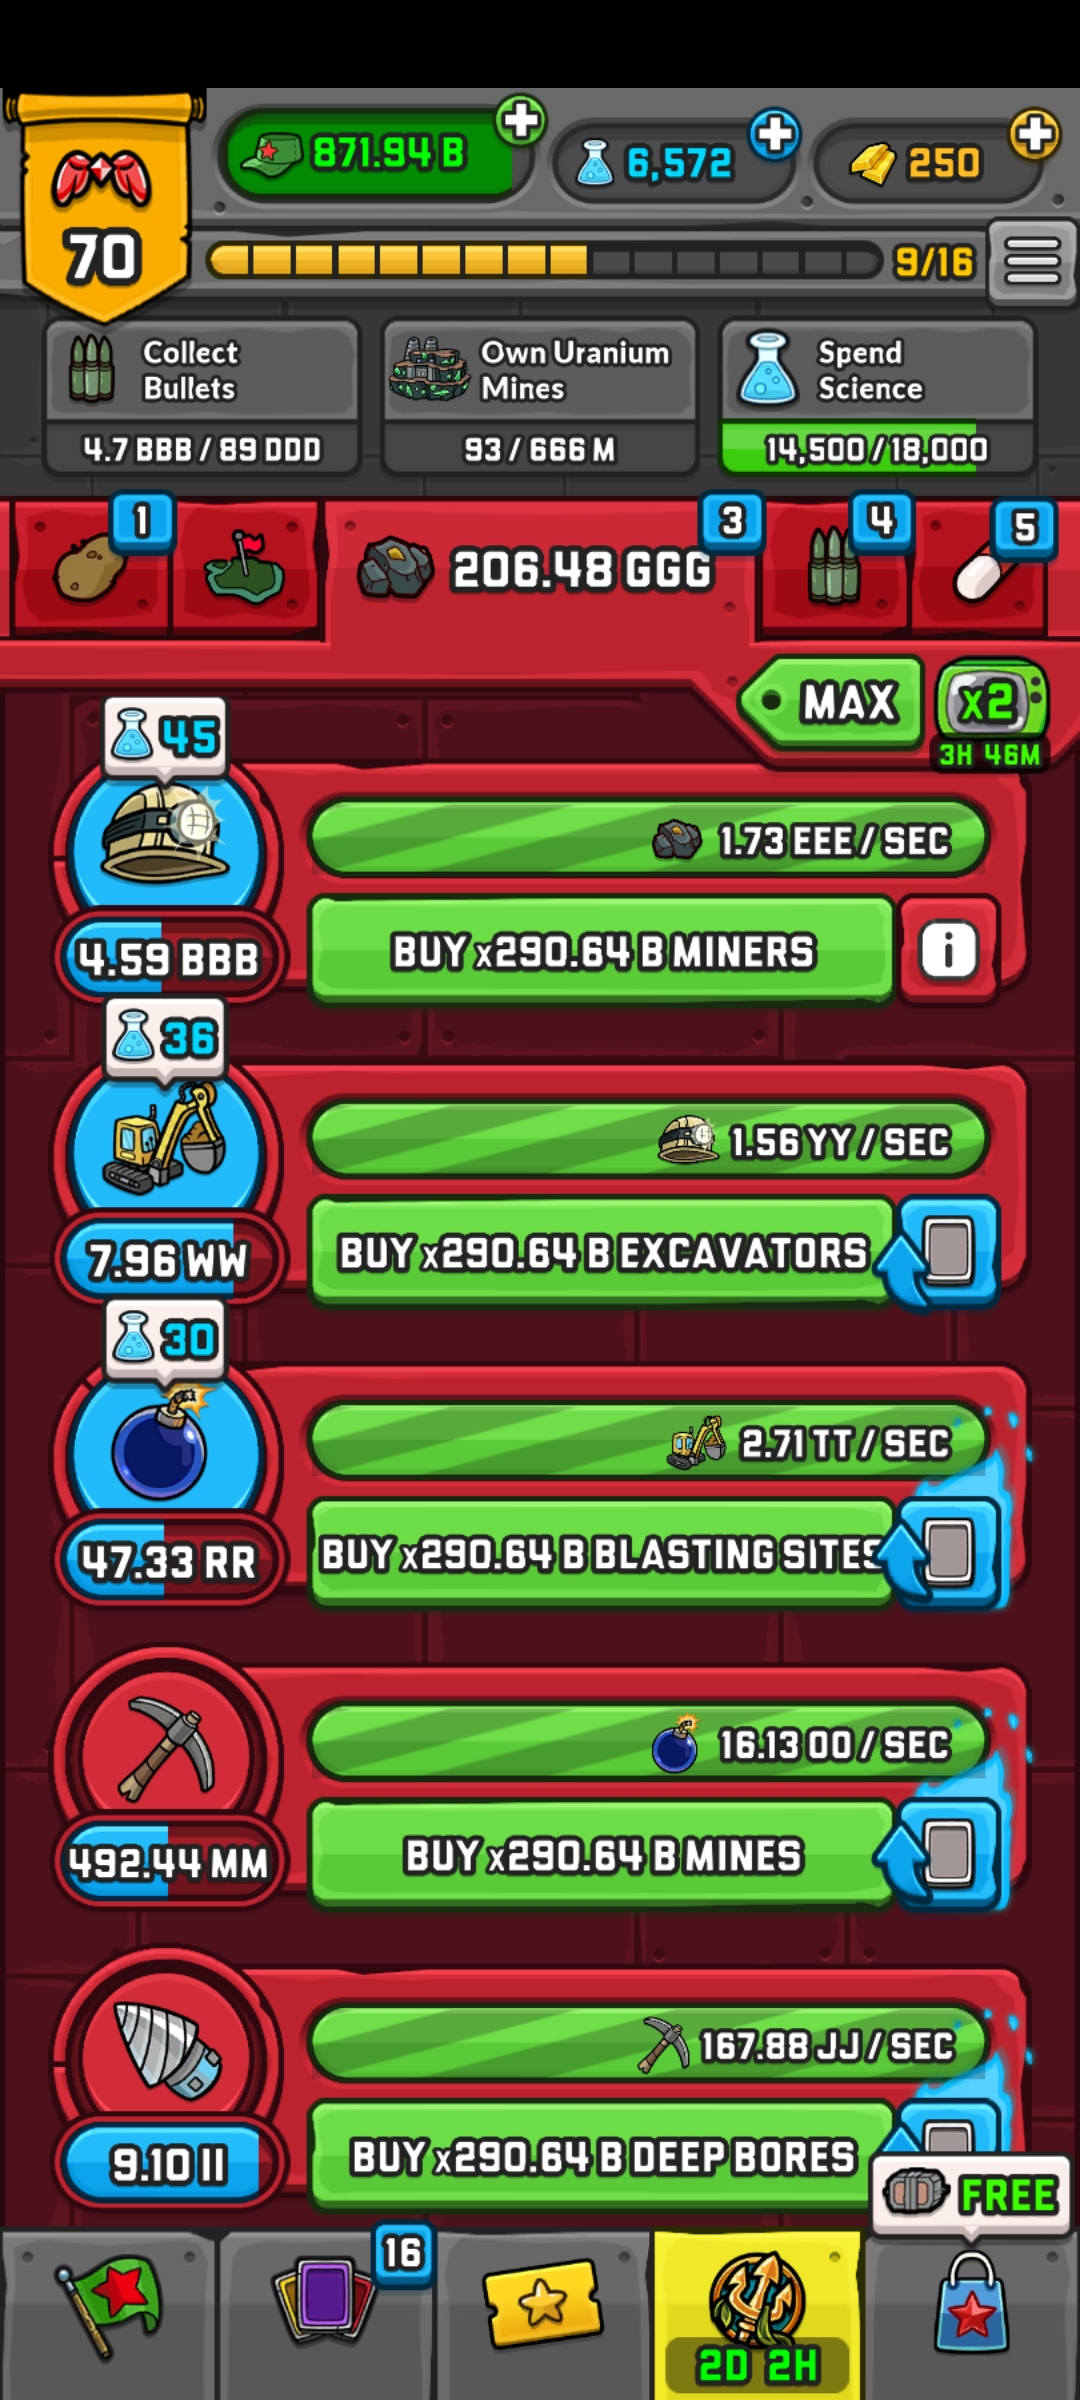 871.94 B
6,572
250
70
9/16
Collect
Bullets
Own Uranium
Mines
Spend
Science
4.7 BBB / 89 DDD
93 / 666 M
14,500/18,000
1
3
4
5
206.48 GGG
MAX
x2
3H 46M
45
1.73 EEE / SEC
BUY x290.64 B MINERS
i
4.59 BBB
36
1.56 YY / SEC
BUY x290.64 B EXCAVATORS
7.96 WW
30
2.71 TT / SEC
BUY x290.64 B BLASTING SITES
47.33 RR
16.13 OO / SEC
BUY x290.64 B MINES
492.44 MM
167.88 JJ / SEC
BUY x290.64 B DEEP BORES
9.10 II
FREE
16
2D 2H